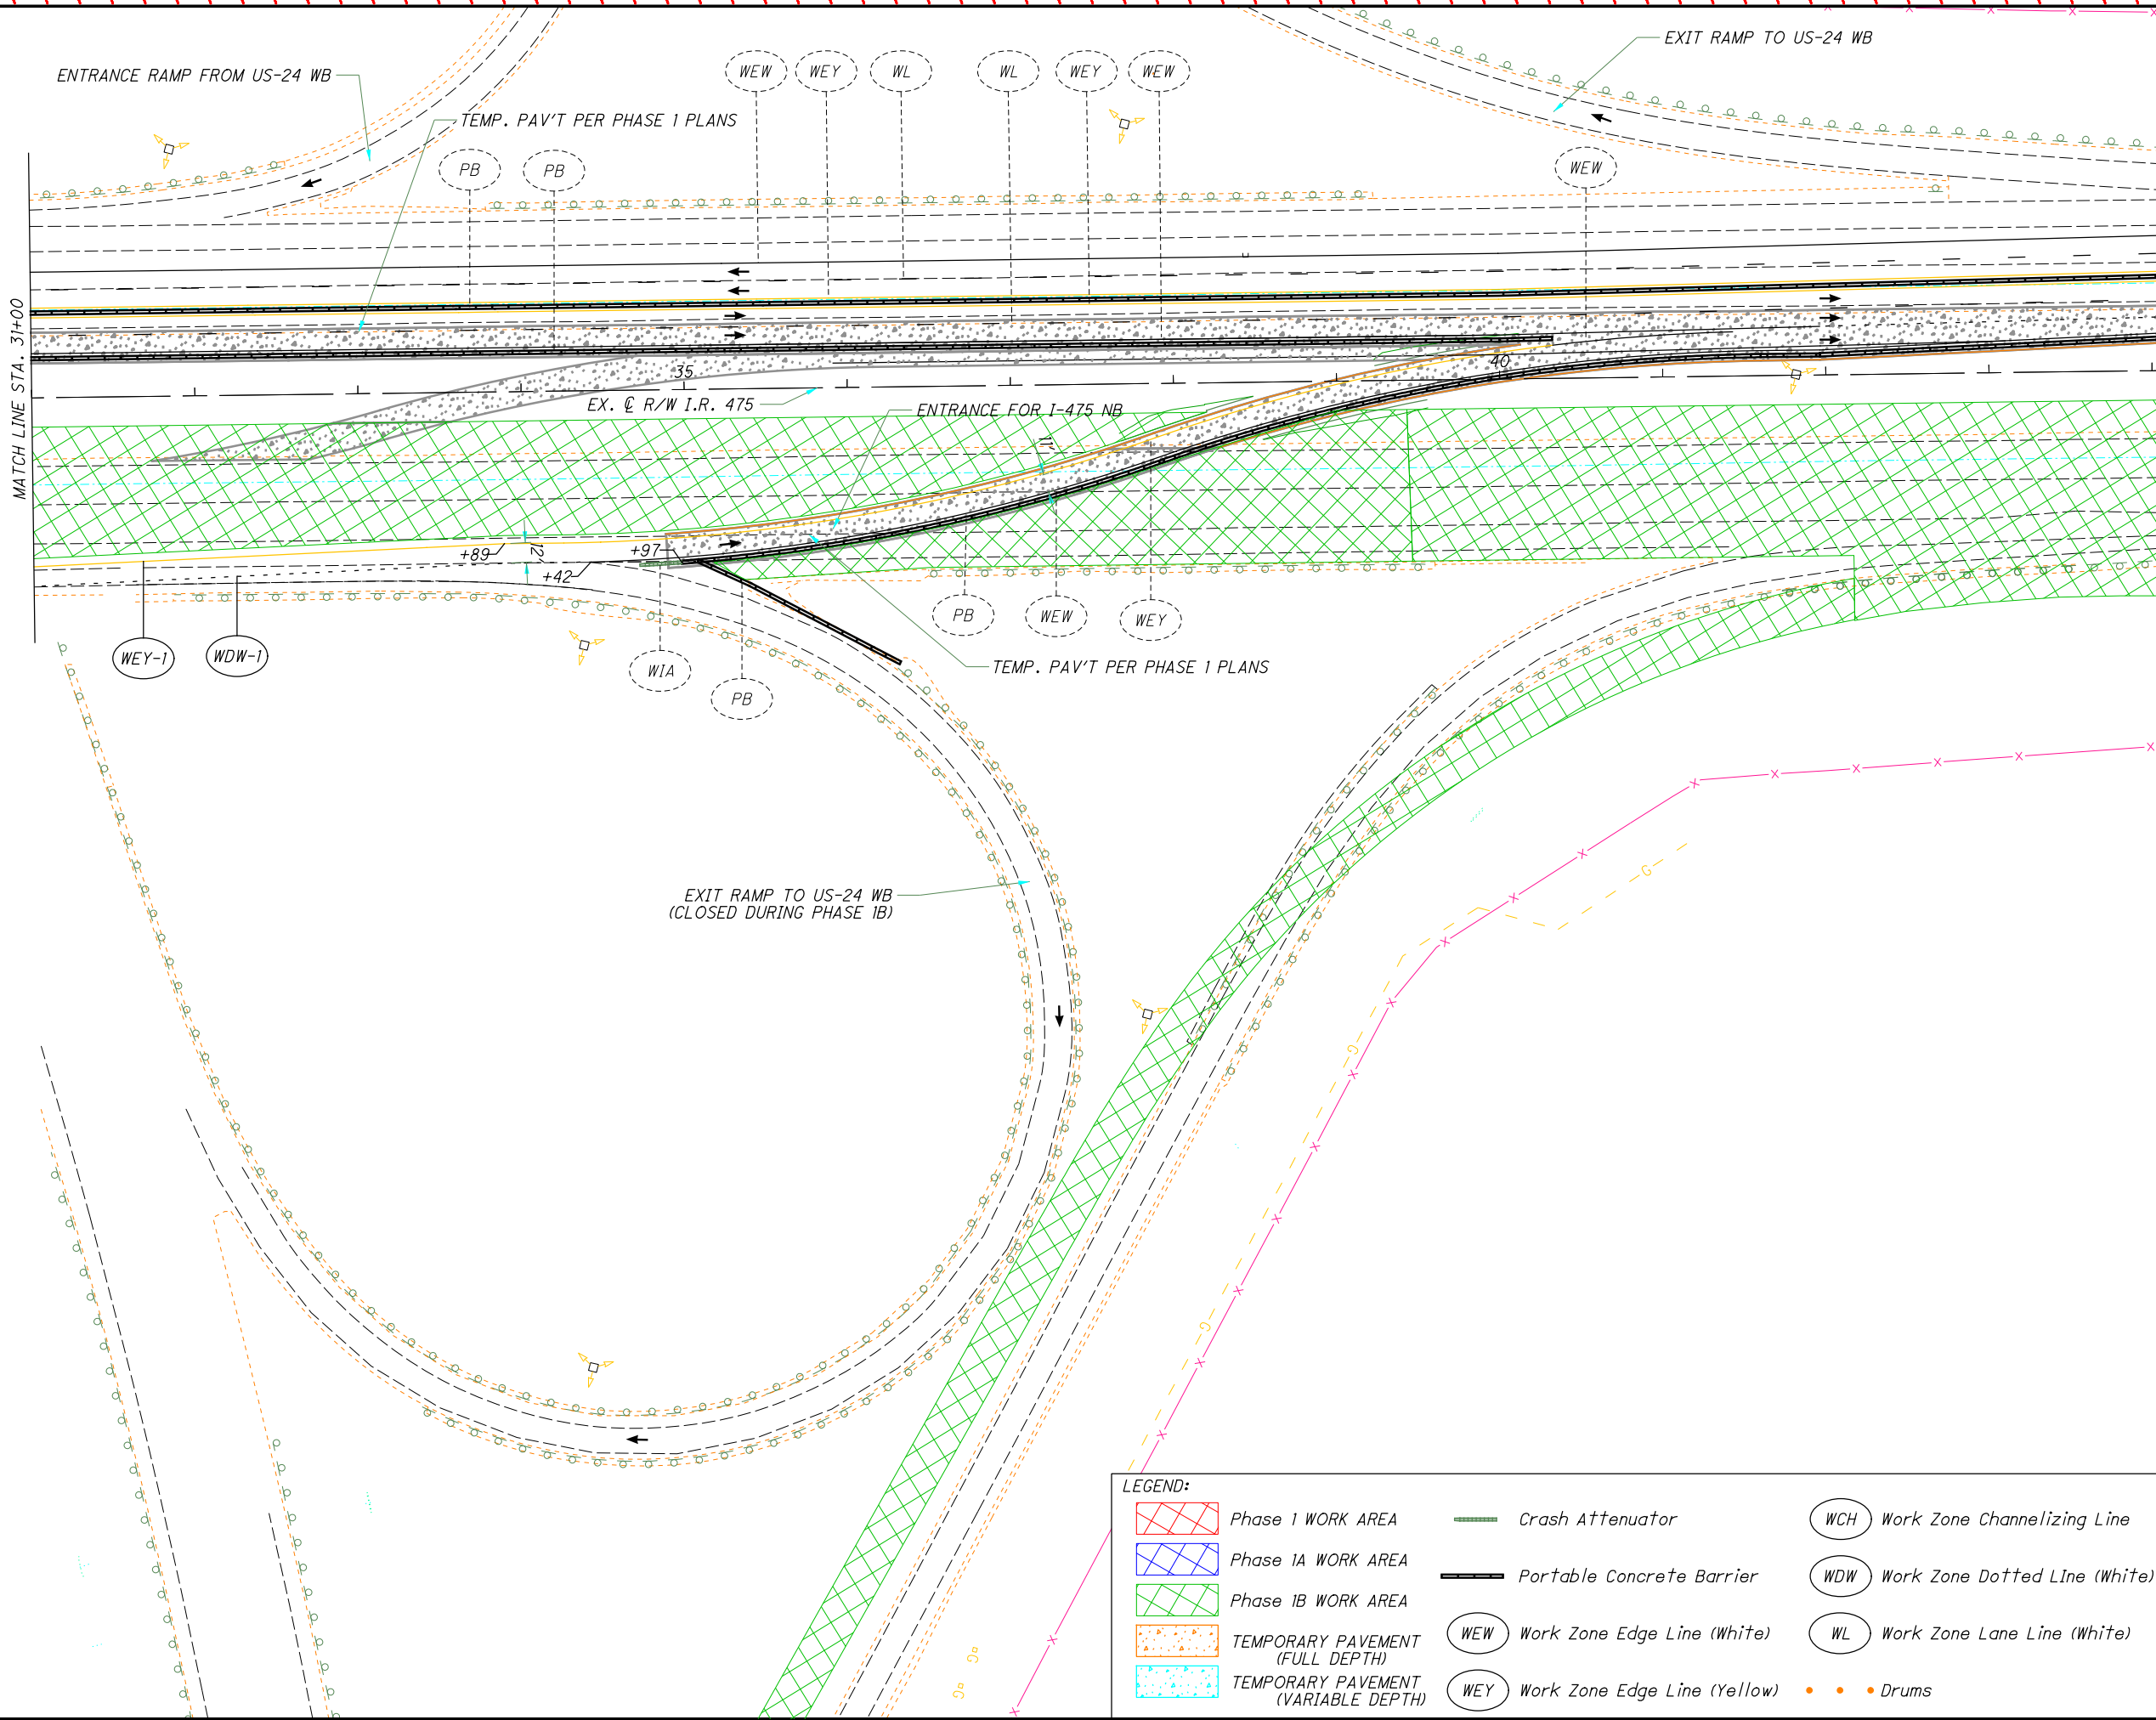 EXIT RAMP TO US-24 WB
ENTRANCE RAMP FROM US-24 WB
WEW
WEY
WL
WL
WEY
WEW
TEMP. PAV'T PER PHASE 1 PLANS
PB
PB
WEW
MATCH LINE STA. 31+00
35
40
EX. ℄ R/W I.R. 475
ENTRANCE FOR I-475 NB
11'
+89
12'
+97
+42
PB
WEW
WEY
WEY-1
WDW-1
WIA
PB
TEMP. PAV'T PER PHASE 1 PLANS
EXIT RAMP TO US-24 WB
(CLOSED DURING PHASE 1B)
G
G
G
G
G
LEGEND:
Phase 1 WORK AREA
Phase 1A WORK AREA
Phase 1B WORK AREA
TEMPORARY PAVEMENT
(FULL DEPTH)
TEMPORARY PAVEMENT
(VARIABLE DEPTH)
Crash Attenuator
Portable Concrete Barrier
WEW Work Zone Edge Line (White)
WEY Work Zone Edge Line (Yellow)
WCH Work Zone Channelizing Line
WDW Work Zone Dotted LIne (White)
WL Work Zone Lane Line (White)
Drums